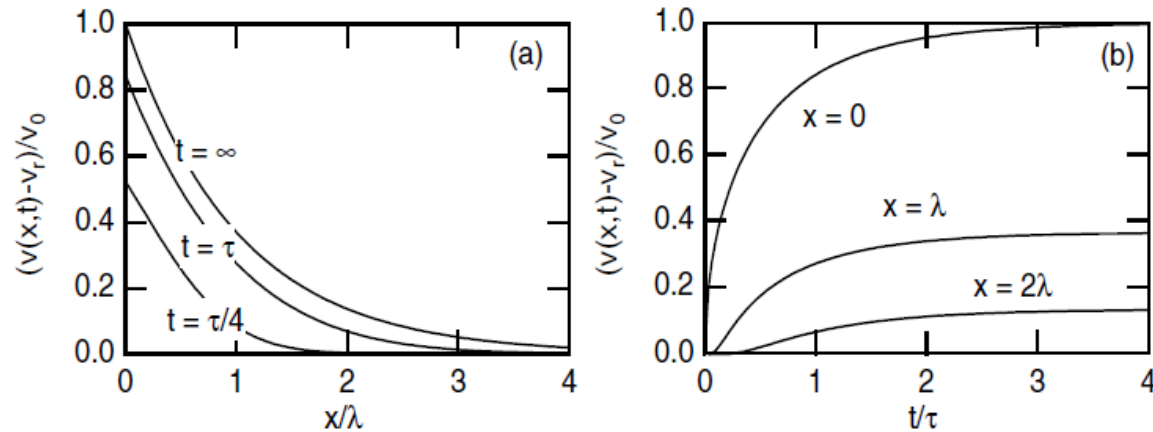 (a)
(v(x,t)-v_r)/v_0
1.0
0.8
0.6
0.4
0.2
0.0
t = ∞
t = τ
t = τ/4
0 1 2 3 4
x/λ
(b)
(v(x,t)-v_r)/v_0
1.0
0.8
0.6
0.4
0.2
0.0
x = 0
x = λ
x = 2λ
0 1 2 3 4
t/τ